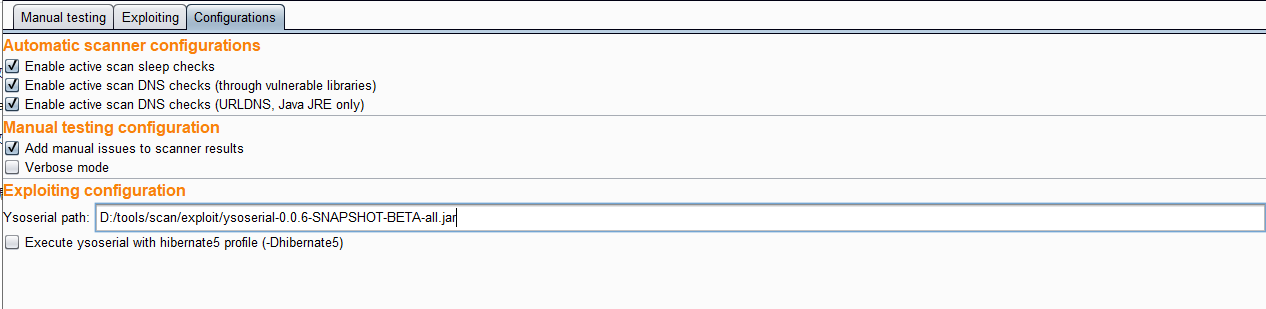 Manual testing Exploiting Configurations
Automatic scanner configurations
Enable active scan sleep checks
Enable active scan DNS checks (through vulnerable libraries)
Enable active scan DNS checks (URLDNS, Java JRE only)
Manual testing configuration
Add manual issues to scanner results
Verbose mode
Exploiting configuration
Ysoserial path: D:/tools/scan/exploit/ysoserial-0.0.6-SNAPSHOT-BETA-all.jar
Execute ysoserial with hibernate5 profile (-Dhibernate5)